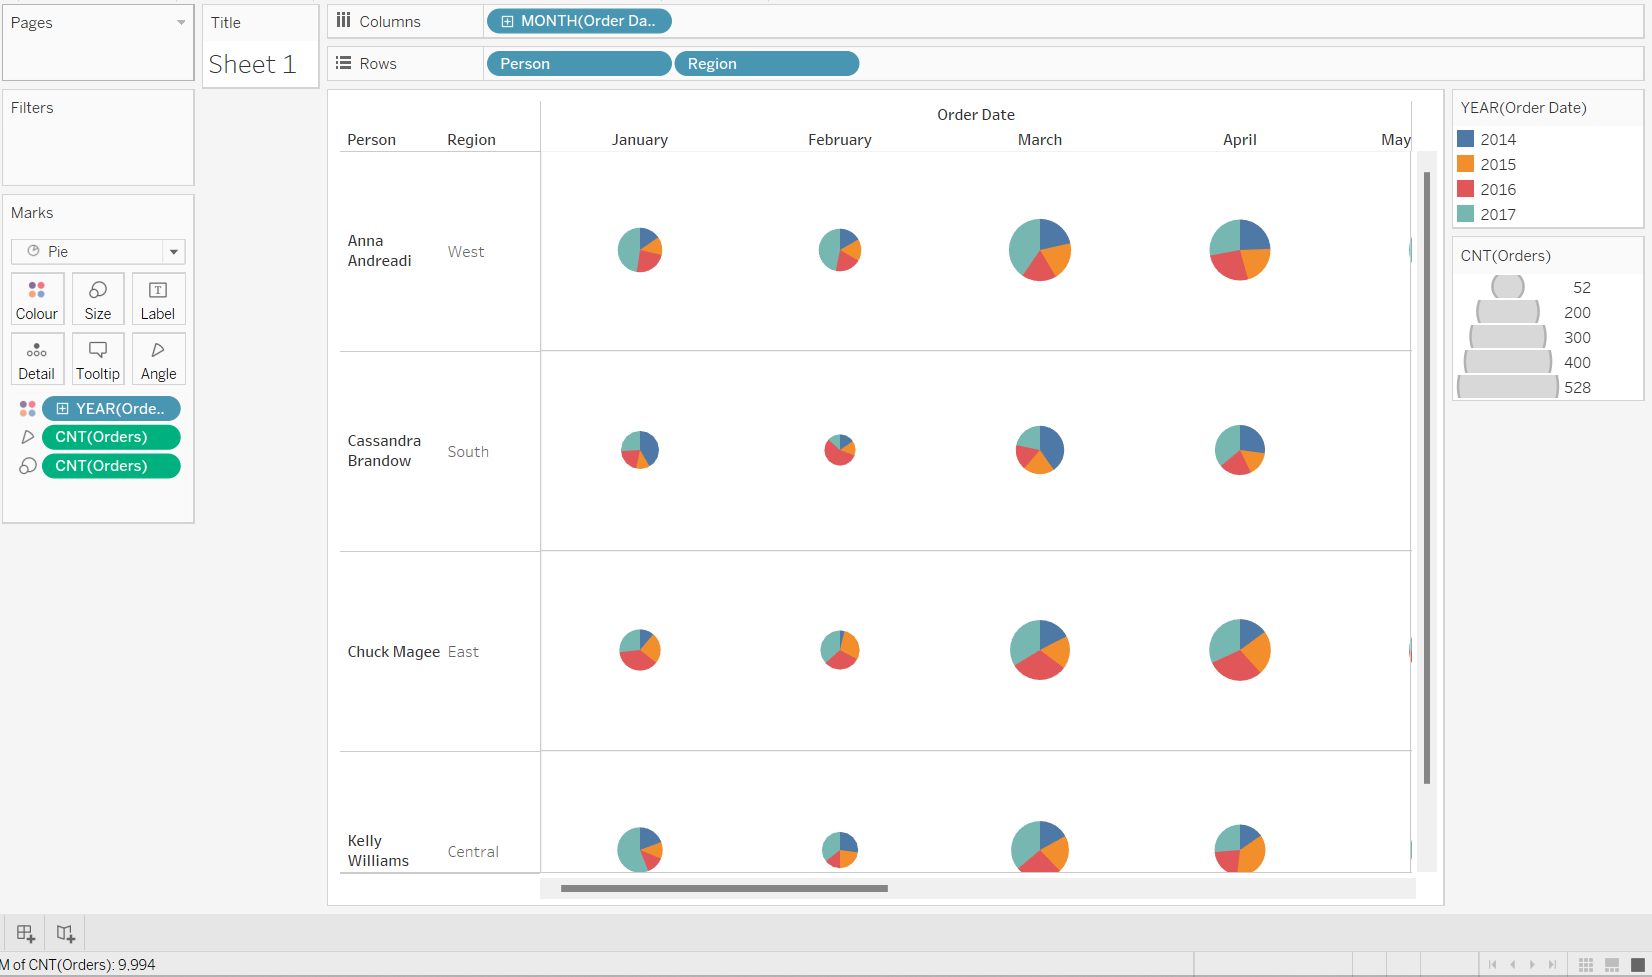 Pages
Title
Columns
MONTH(Order Da..
Sheet 1
Rows
Person
Region
Filters
Marks
Pie
Colour
Size
Label
Detail
Tooltip
Angle
YEAR(Orde..
CNT(Orders)
CNT(Orders)
Order Date
Person
Region
January
February
March
April
May
Anna
Andreadi
West
Cassandra
Brandow
South
Chuck Magee
East
Kelly
Williams
Central
YEAR(Order Date)
2014
2015
2016
2017
CNT(Orders)
52
200
300
400
528
M of CNT(Orders): 9,994